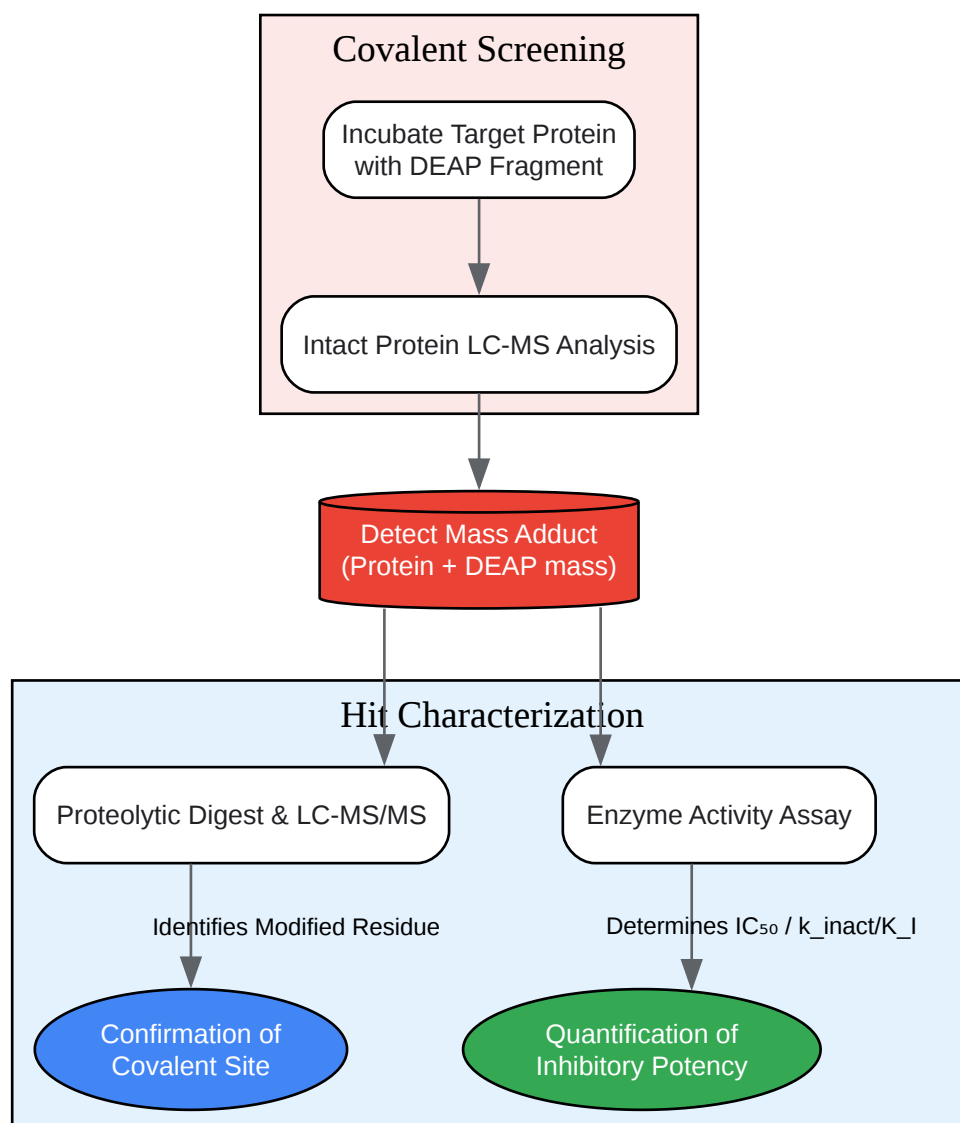 Covalent Screening
Incubate Target Protein
with DEAP Fragment
Intact Protein LC-MS Analysis
Detect Mass Adduct
(Protein + DEAP mass)
Hit Characterization
Proteolytic Digest & LC-MS/MS
Enzyme Activity Assay
Identifies Modified Residue
Determines IC₅₀ / k_inact/K_I
Confirmation of
Covalent Site
Quantification of
Inhibitory Potency